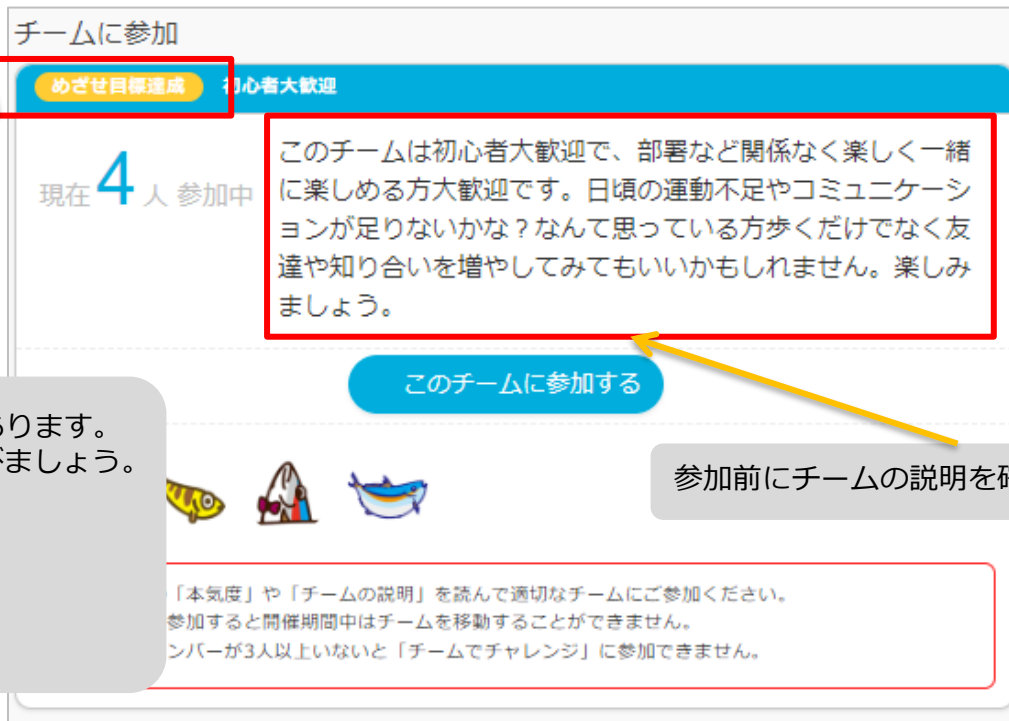 チームに参加
めざせ目標達成 初心者大歓迎
現在4人 参加中
このチームは初心者大歓迎で、部署など関係なく楽しく一緒
に楽しめる方大歓迎です。日頃の運動不足やコミュニケーシ
ョンが足りないかな？なんて思っている方歩くだけでなく友
達や知り合いを増やしてみてもいいかもしれません。楽しみ
ましょう。
このチームに参加する
ります。
ましょう。
参加前にチームの説明を
「本気度」や「チームの説明」を読んで適切なチームにご参加ください。
参加すると開催期間中はチームを移動することができません。
ンバーが3人以上いないと「チームでチャレンジ」に参加できません。